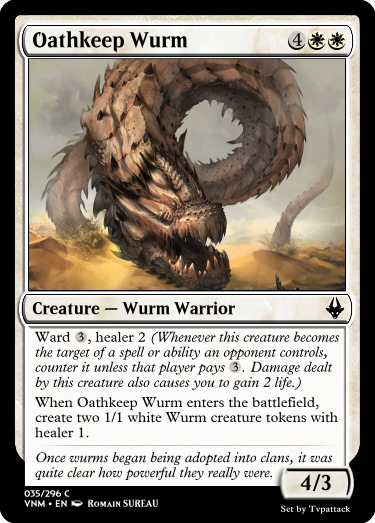 Oathkeep Wurm 4
Creature — Wurm Warrior
Ward 3, healer 2 (Whenever this creature becomes
the target of a spell or ability an opponent controls,
counter it unless that player pays 3. Damage dealt
by this creature also causes you to gain 2 life.)
When Oathkeep Wurm enters the battlefield,
create two 1/1 white Wurm creature tokens with
healer 1.
Once wurms began being adopted into clans, it was
quite clear how powerful they really were.
4/3
035/296 C
VNM • EN Romain SUREAU
Set by Tvpattack